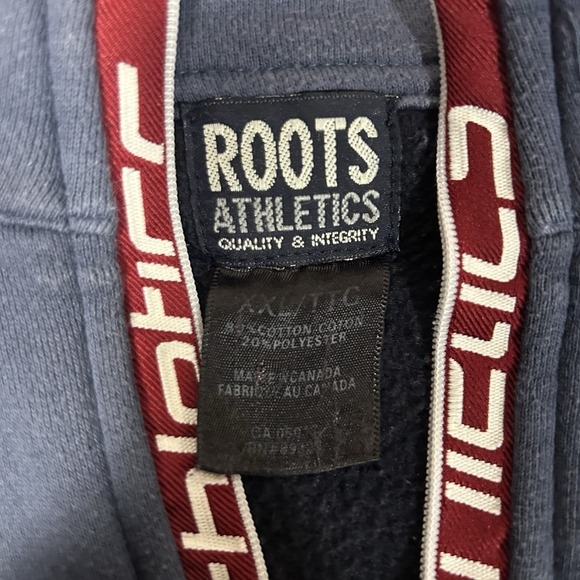 ROOTS
ATHLETICS
QUALITY & INTEGRITY
XXL/TTG
80% COTTON-COTON
20% POLYESTER
MADE IN CANADA
FABRIQUÉ AU CANADA